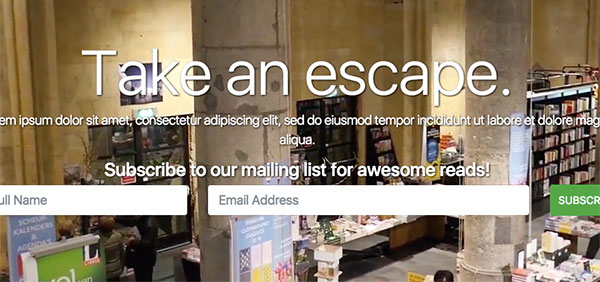 Take an escape.
em ipsum dolor sit amet, consectetur adipiscing elit, sed do eiusmod tempor incididunt ut labore et dolore mag
aliqua.
Subscribe to our mailing list for awesome reads!
ull Name
Email Address
SUBSCR
SCHEUR-
KALENDERS
& AGENDA'S